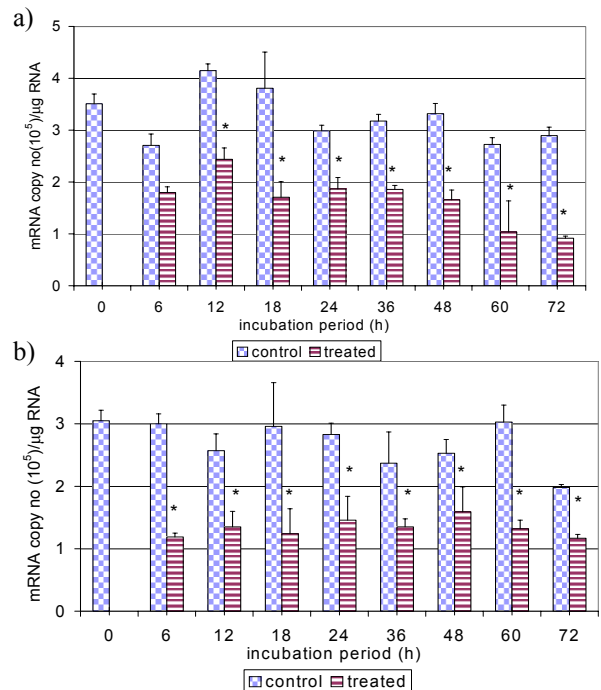 a)
mRNA copy no(10⁵)/µg RNA
5
4
3
2
1
0
* * * * * * *
0 6 12 18 24 36 48 60 72
incubation period (h)
control treated
b)
mRNA copy no (10⁵)/µg RNA
4
3
2
1
0
* * * * * * * *
0 6 12 18 24 36 48 60 72
incubation period (h)
control treated